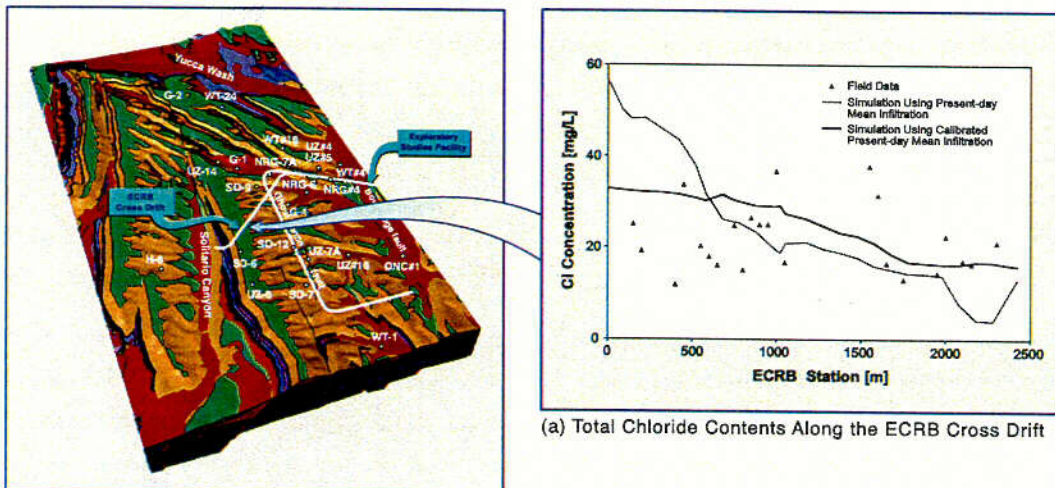 Yucca Wash
G-2
WT-24
WT#16
UZ#4
UZ#5
Exploratory
Studies Facility
G-1
NRG-7A
WT#4
UZ-14
SD-9
NRG-6
NRG#4
ECRB
Cross Drift
Solitario Canyon
SD-12
UZ-7A
H-6
SD-6
UZ#16
ONC#1
UZ-6
SD-7
fault
WT-1
60
40
20
0
0
500
1000
1500
2000
2500
Cl Concentration [mg/L]
ECRB Station [m]
Field Data
Simulation Using Present-day
Mean Infiltration
Simulation Using Calibrated
Present-day Mean Infiltration
(a) Total Chloride Contents Along the ECRB Cross Drift